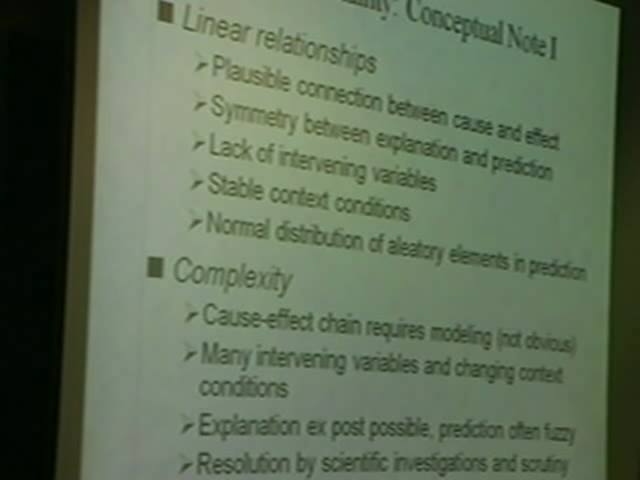 Conceptual Note I
Linear relationships
Plausible connection between cause and effect
Symmetry between explanation and prediction
Lack of intervening variables
Stable context conditions
Normal distribution of aleatory elements in prediction
Complexity
Cause-effect chain requires modeling (not obvious)
Many intervening variables and changing context
conditions
Explanation ex post possible, prediction often fuzzy
Resolution by scientific investigations and scrutiny